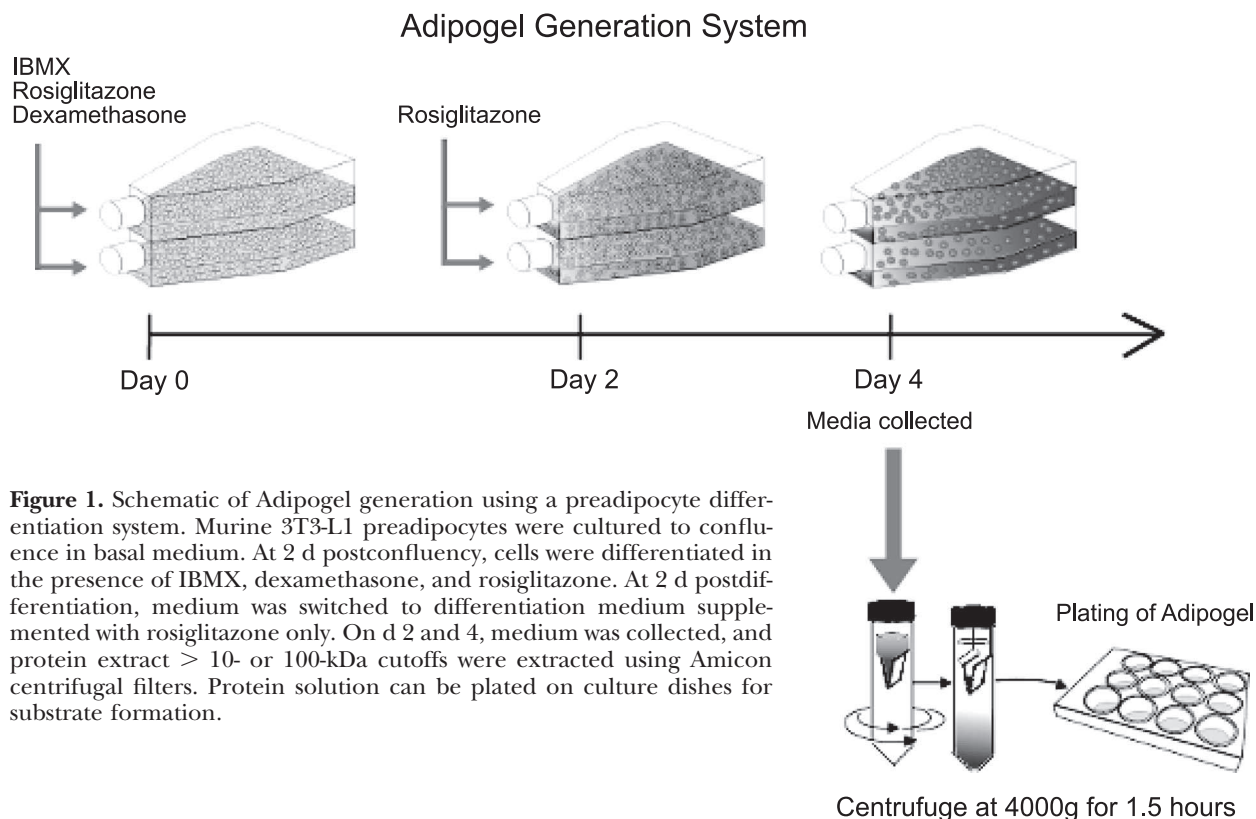 Adipogel Generation System
IBMX
Rosiglitazone
Dexamethasone
Rosiglitazone
Day 0
Day 2
Day 4
Media collected
Figure 1. Schematic of Adipogel generation using a preadipocyte differ-
entiation system. Murine 3T3-L1 preadipocytes were cultured to conflu-
ence in basal medium. At 2 d postconfluency, cells were differentiated in
the presence of IBMX, dexamethasone, and rosiglitazone. At 2 d postdif-
ferentiation, medium was switched to differentiation medium supple-
mented with rosiglitazone only. On d 2 and 4, medium was collected, and
protein extract > 10- or 100-kDa cutoffs were extracted using Amicon
centrifugal filters. Protein solution can be plated on culture dishes for
substrate formation.
Plating of Adipogel
Centrufuge at 4000g for 1.5 hours